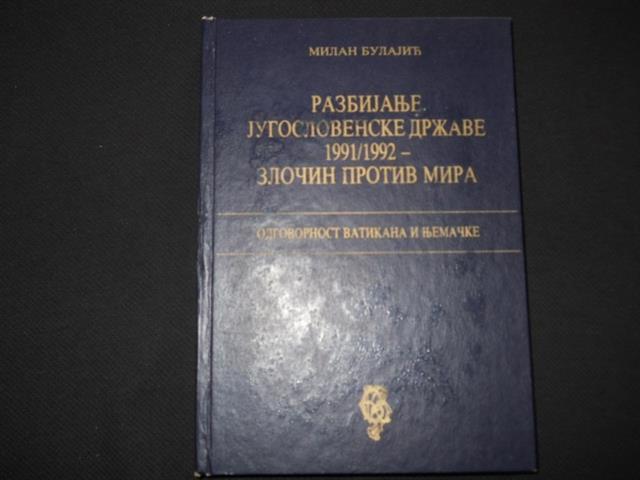 МИЛАН БУЛАЈИЋ
РАЗБИЈАЊЕ
ЈУГОСЛОВЕНСКЕ ДРЖАВЕ
1991/1992 –
ЗЛОЧИН ПРОТИВ МИРА
ОДГОВОРНОСТ ВАТИКАНА И ЊЕМАЧКЕ